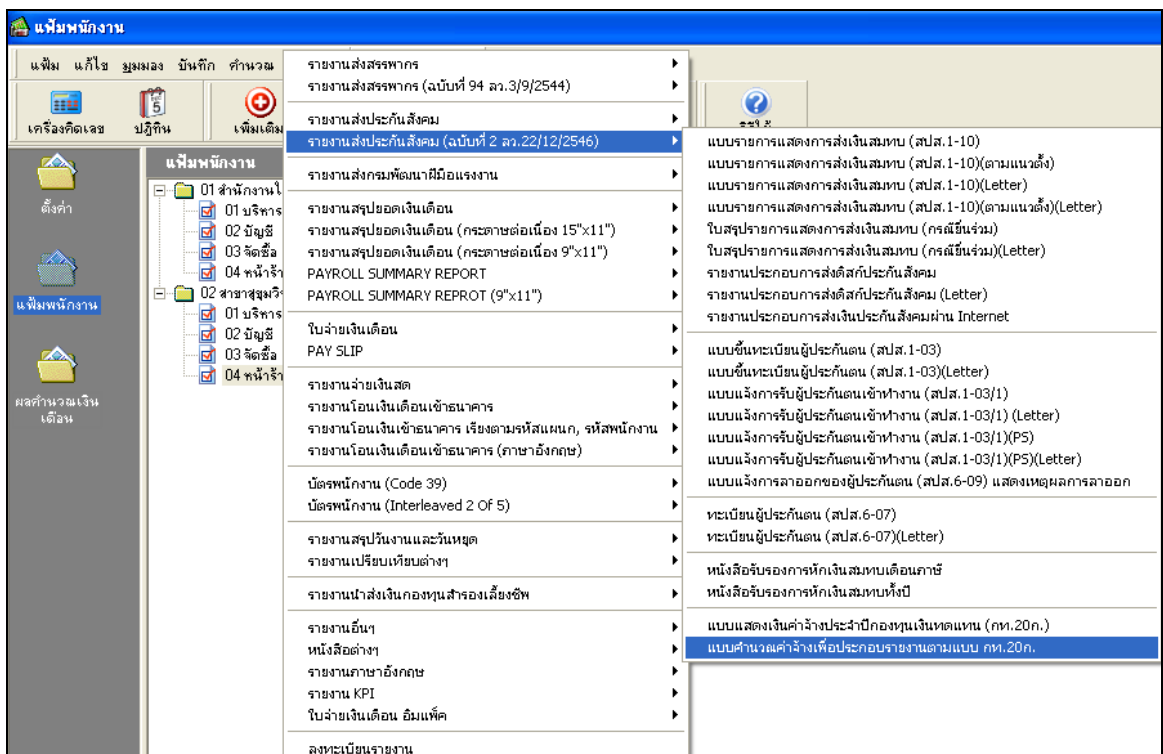 แฟ้มพนักงาน
แฟ้ม แก้ไข มุมมอง บันทึก คำนวณ
เครื่องคิดเลข ปฎิทิน เพิ่มเติม
5
?
ตั้งค่า
แฟ้มพนักงาน
ผลคำนวณเงิน
เดือน
แฟ้มพนักงาน
01 สำนักงานใ
01 บริหาร
02 บัญชี
03 จัดซื้อ
04 หน้าร้า
02 สาขาสุขุมวิ
01 บริหาร
02 บัญชี
03 จัดซื้อ
04 หน้าร้า
รายงานส่งสรรพากร
รายงานส่งสรรพากร (ฉบับที่ 94 ลว.3/9/2544)
รายงานส่งประกันสังคม
รายงานส่งประกันสังคม (ฉบับที่ 2 ลว.22/12/2546)
รายงานส่งกรมพัฒนาฝีมือแรงงาน
รายงานสรุปยอดเงินเดือน
รายงานสรุปยอดเงินเดือน (กระดาษต่อเนื่อง 15"x11")
รายงานสรุปยอดเงินเดือน (กระดาษต่อเนื่อง 9"x11")
PAYROLL SUMMARY REPORT
PAYROLL SUMMARY REPROT (9"x11")
ใบจ่ายเงินเดือน
PAY SLIP
รายงานจ่ายเงินสด
รายงานโอนเงินเดือนเข้าธนาคาร
รายงานโอนเงินเข้าธนาคาร เรียงตามรหัสแผนก, รหัสพนักงาน
รายงานโอนเงินเดือนเข้าธนาคาร (ภาษาอังกฤษ)
บัตรพนักงาน (Code 39)
บัตรพนักงาน (Interleaved 2 Of 5)
รายงานสรุปวันงานและวันหยุด
รายงานเปรียบเทียบต่างๆ
รายงานนำส่งเงินกองทุนสำรองเลี้ยงชีพ
รายงานอื่นๆ
หนังสือต่างๆ
รายงานภาษาอังกฤษ
รายงาน KPI
ใบจ่ายเงินเดือน อิมแพ็ค
ลงทะเบียนรายงาน
แบบรายการแสดงการส่งเงินสมทบ (สปส.1-10)
แบบรายการแสดงการส่งเงินสมทบ (สปส.1-10)(ตามแนวตั้ง)
แบบรายการแสดงการส่งเงินสมทบ (สปส.1-10)(Letter)
แบบรายการแสดงการส่งเงินสมทบ (สปส.1-10)(ตามแนวตั้ง)(Letter)
ใบสรุปรายการแสดงการส่งเงินสมทบ (กรณียื่นร่วม)
ใบสรุปรายการแสดงการส่งเงินสมทบ (กรณียื่นร่วม)(Letter)
รายงานประกอบการส่งดิสก์ประกันสังคม
รายงานประกอบการส่งดิสก์ประกันสังคม (Letter)
รายงานประกอบการส่งเงินประกันสังคมผ่าน Internet
แบบขึ้นทะเบียนผู้ประกันตน (สปส.1-03)
แบบขึ้นทะเบียนผู้ประกันตน (สปส.1-03)(Letter)
แบบแจ้งการรับผู้ประกันตนเข้าทำงาน (สปส.1-03/1)
แบบแจ้งการรับผู้ประกันตนเข้าทำงาน (สปส.1-03/1) (Letter)
แบบแจ้งการรับผู้ประกันตนเข้าทำงาน (สปส.1-03/1)(PS)
แบบแจ้งการรับผู้ประกันตนเข้าทำงาน (สปส.1-03/1)(PS)(Letter)
แบบแจ้งการลาออกของผู้ประกันตน (สปส.6-09) แสดงเหตุผลการลาออก
ทะเบียนผู้ประกันตน (สปส.6-07)
ทะเบียนผู้ประกันตน (สปส.6-07)(Letter)
หนังสือรับรองการหักเงินสมทบเดือนภาษี
หนังสือรับรองการหักเงินสมทบทั้งปี
แบบแสดงเงินค่าจ้างประจำปีกองทุนเงินทดแทน (กท.20ก.)
แบบคำนวณค่าจ้างเพื่อประกอบรายงานตามแบบ กท.20ก.